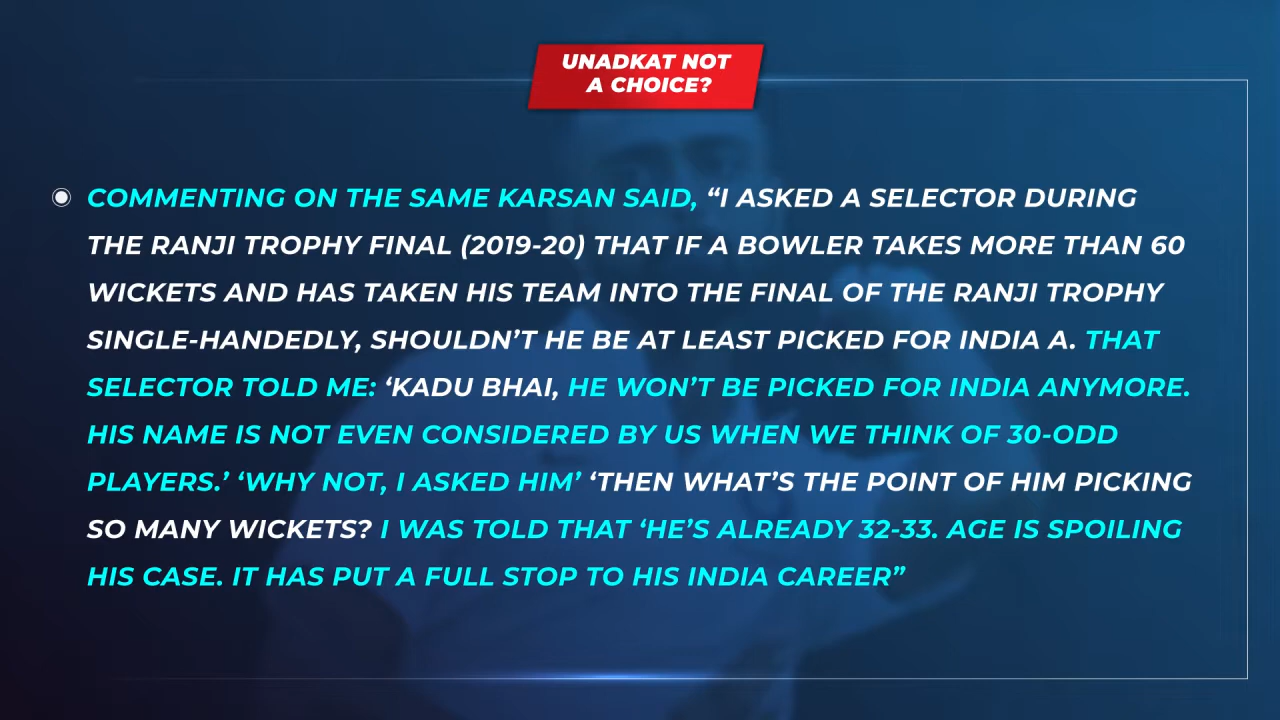 UNADKAT NOT
A CHOICE?
COMMENTING ON THE SAME KARSAN SAID, “I ASKED A SELECTOR DURING
THE RANJI TROPHY FINAL (2019-20) THAT IF A BOWLER TAKES MORE THAN 60
WICKETS AND HAS TAKEN HIS TEAM INTO THE FINAL OF THE RANJI TROPHY
SINGLE-HANDEDLY, SHOULDN’T HE BE AT LEAST PICKED FOR INDIA A. THAT
SELECTOR TOLD ME: ‘KADU BHAI, HE WON’T BE PICKED FOR INDIA ANYMORE.
HIS NAME IS NOT EVEN CONSIDERED BY US WHEN WE THINK OF 30-ODD
PLAYERS.’ ‘WHY NOT, I ASKED HIM’ ‘THEN WHAT’S THE POINT OF HIM PICKING
SO MANY WICKETS? I WAS TOLD THAT ‘HE’S ALREADY 32-33. AGE IS SPOILING
HIS CASE. IT HAS PUT A FULL STOP TO HIS INDIA CAREER”